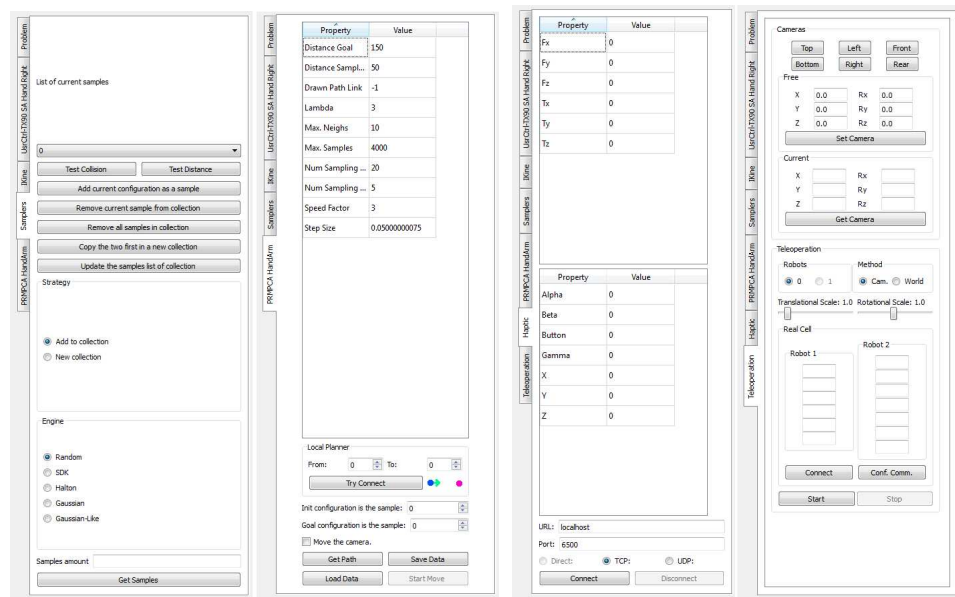 Problem
UsrCtrl-TX90 SA Hand Right
IKine
Samplers
PRMPCA HandArm
List of current samples
0
Test Collision Test Distance
Add current configuration as a sample
Remove current sample from collection
Remove all samples in collection
Copy the two first in a new collection
Update the samples list of collection
Strategy
Add to collection
New collection
Engine
Random
SDK
Halton
Gaussian
Gaussian-Like
Samples amount
Get Samples
Problem
UsrCtrl-TX90 SA Hand Right
IKine
Samplers
PRMPCA HandArm
Property Value
Distance Goal 150
Distance Sampl... 50
Drawn Path Link -1
Lambda 3
Max. Neighs 10
Max. Samples 4000
Num Sampling ... 20
Num Sampling ... 5
Speed Factor 3
Step Size 0.05000000075
Local Planner
From: 0 To: 0
Try Connect
Init configuration is the sample: 0
Goal configuration is the sample: 0
Move the camera.
Get Path Save Data
Load Data Start Move
Problem
UsrCtrl-TX90 SA Hand Right
IKine
Samplers
PRMPCA HandArm
Haptic
Teleoperation
Property Value
Fx 0
Fy 0
Fz 0
Tx 0
Ty 0
Tz 0
Property Value
Alpha 0
Beta 0
Button 0
Gamma 0
X 0
Y 0
Z 0
URL: localhost
Port: 6500
Direct: TCP: UDP:
Connect Disconnect
Problem
UsrCtrl-TX90 SA Hand Right
IKine
Samplers
PRMPCA HandArm
Haptic
Teleoperation
Cameras
Top Left Front
Bottom Right Rear
Free
X 0.0 Rx 0.0
Y 0.0 Ry 0.0
Z 0.0 Rz 0.0
Set Camera
Current
X Rx
Y Ry
Z Rz
Get Camera
Teleoperation
Robots Method
0 1 Cam. World
Translational Scale: 1.0 Rotational Scale: 1.0
Real Cell
Robot 1 Robot 2
Connect Conf. Comm.
Start Stop